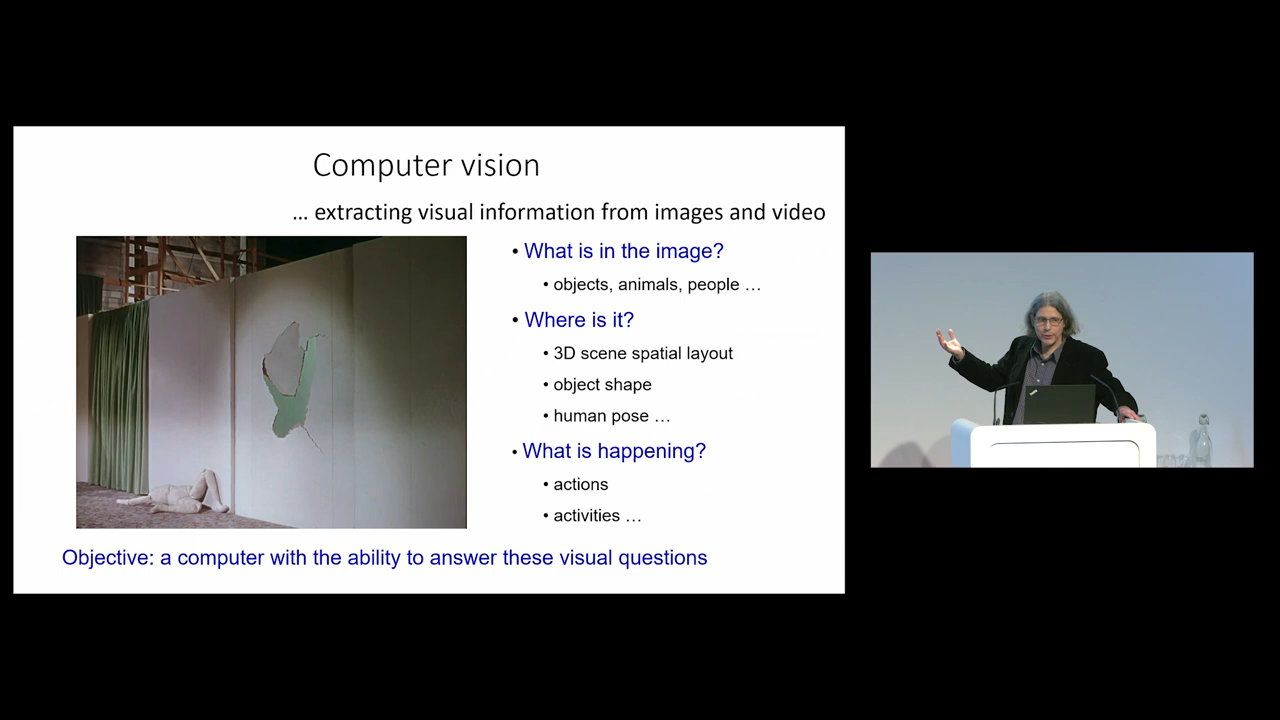 Computer vision
… extracting visual information from images and video
• What is in the image?
• objects, animals, people …
• Where is it?
• 3D scene spatial layout
• object shape
• human pose …
• What is happening?
• actions
• activities …
Objective: a computer with the ability to answer these visual questions